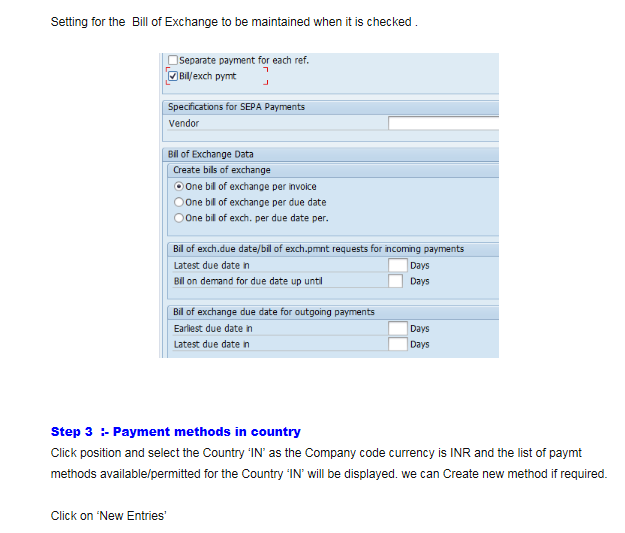 Setting for the  Bill of Exchange to be maintained when it is checked .
Separate payment for each ref.
Bill/exch pymt
Specifications for SEPA Payments
Vendor
Bill of Exchange Data
Create bills of exchange
One bill of exchange per invoice
One bill of exchange per due date
One bill of exch. per due date per.
Bill of exch.due date/bill of exch.pmnt requests for incoming payments
Latest due date in Days
Bill on demand for due date up until Days
Bill of exchange due date for outgoing payments
Earliest due date in Days
Latest due date in Days
Step 3  :- Payment methods in country
Click position and select the Country ‘IN’ as the Company code currency is INR and the list of paymt
methods available/permitted for the Country ‘IN’ will be displayed. we can Create new method if required.
Click on ‘New Entries’